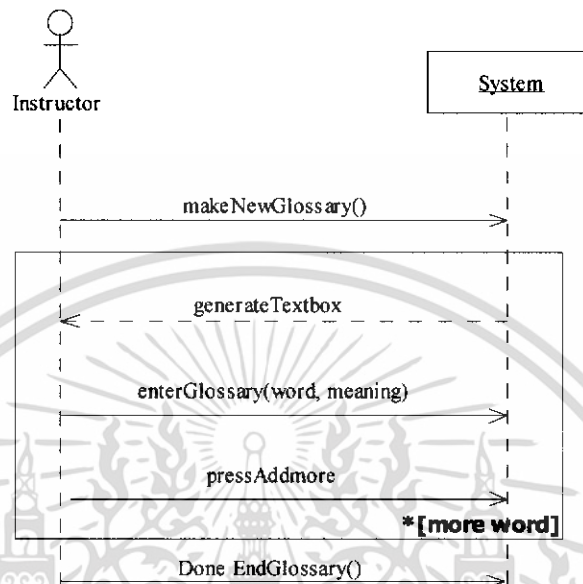 Instructor
System
makeNewGlossary()
generateTextbox
enterGlossary(word, meaning)
pressAddmore
*[more word]
Done EndGlossary()